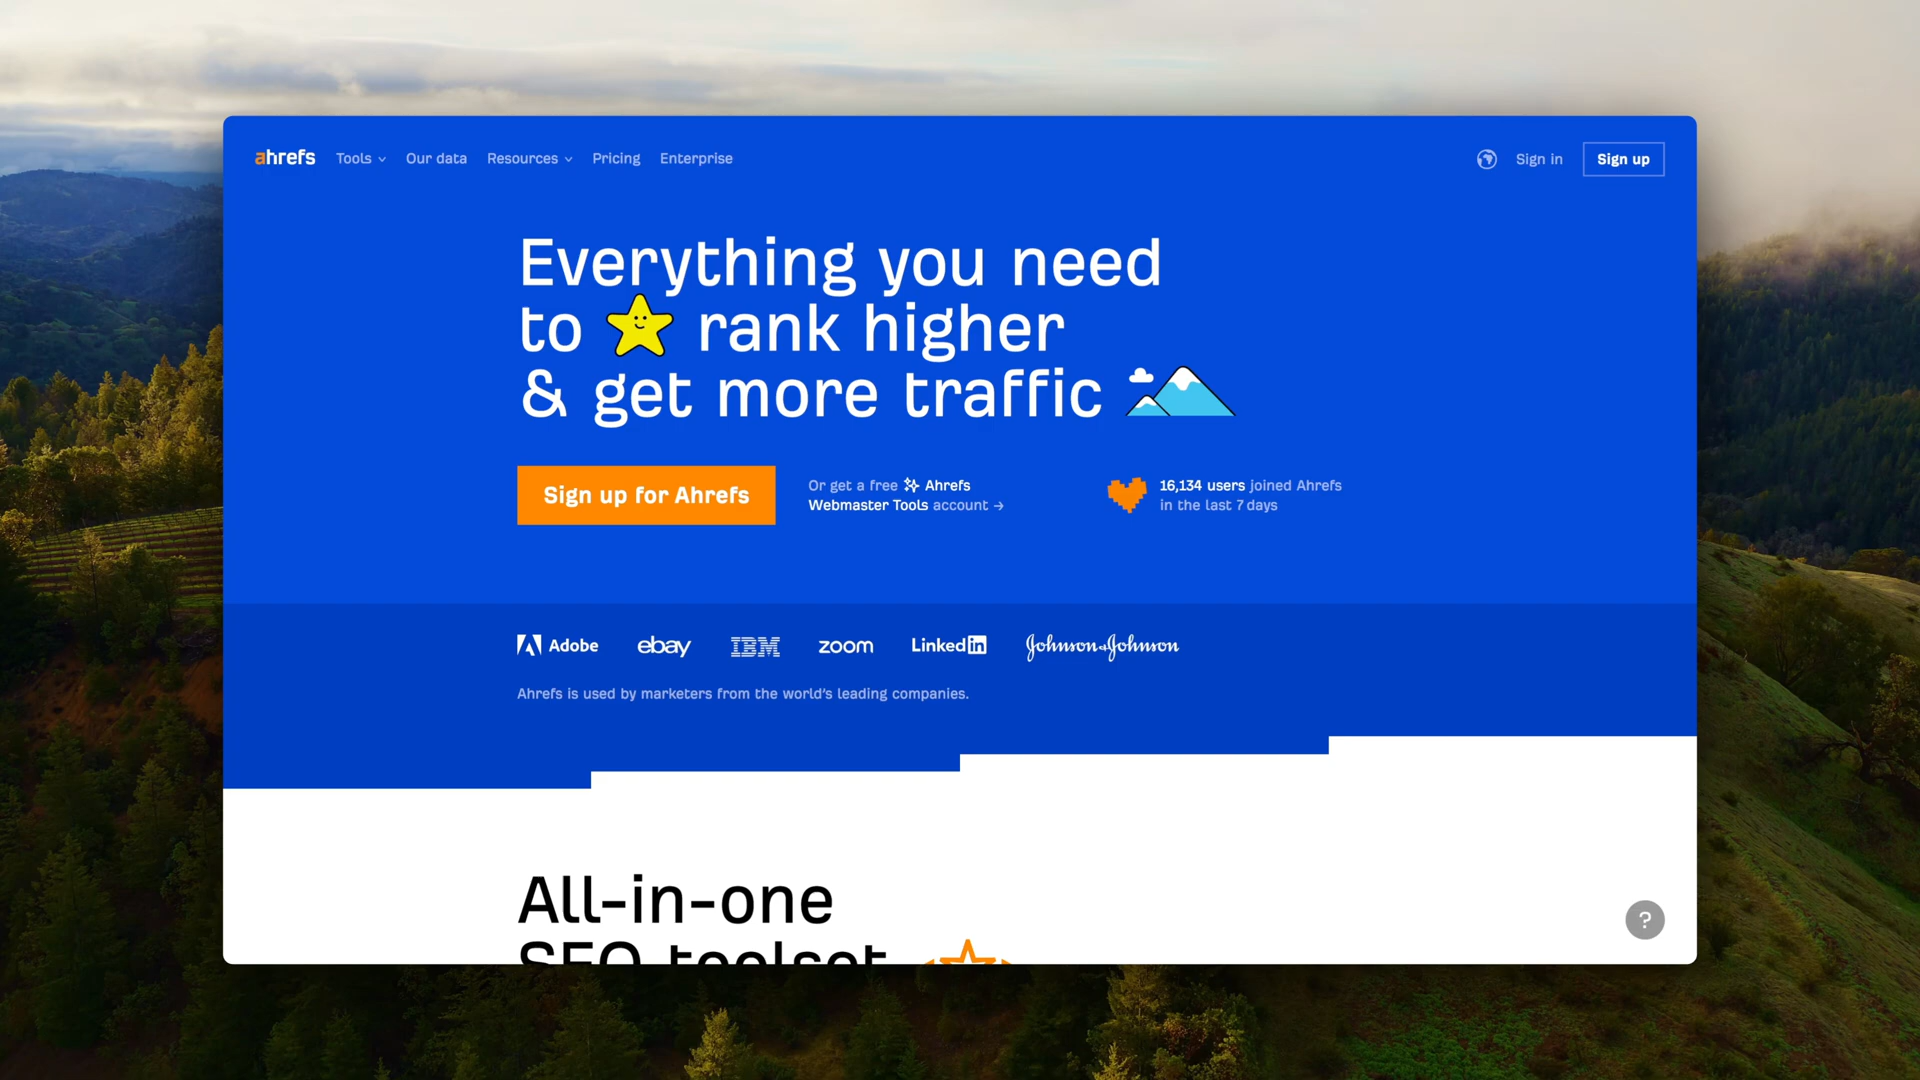 ahrefs Tools Our data Resources Pricing Enterprise Sign in Sign up
Everything you need
to rank higher
& get more traffic
Sign up for Ahrefs
Or get a free Ahrefs
Webmaster Tools account →
16,134 users joined Ahrefs
in the last 7 days
Adobe ebay IBM zoom LinkedIn Johnson & Johnson
Ahrefs is used by marketers from the world's leading companies.
All-in-one
SEO toolset
?